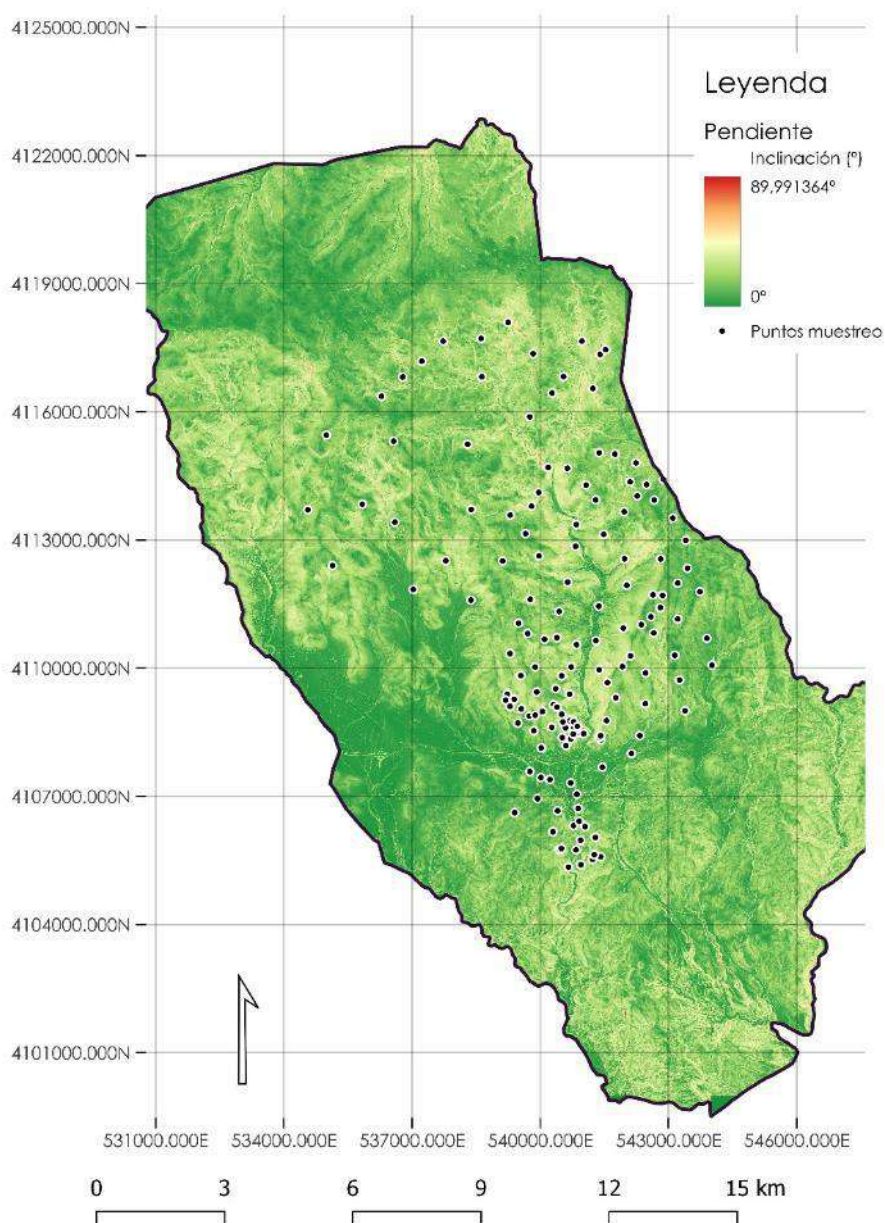 4125000.000N
Leyenda
Pendiente
Inclinación (°)
89,991364°
0°
Puntos muestreo
4122000.000N
4119000.000N
4116000.000N
4113000.000N
4110000.000N
4107000.000N
4104000.000N
4101000.000N
531000.000E 534000.000E 537000.000E 540000.000E 543000.000E 546000.000E
0 3 6 9 12 15 km